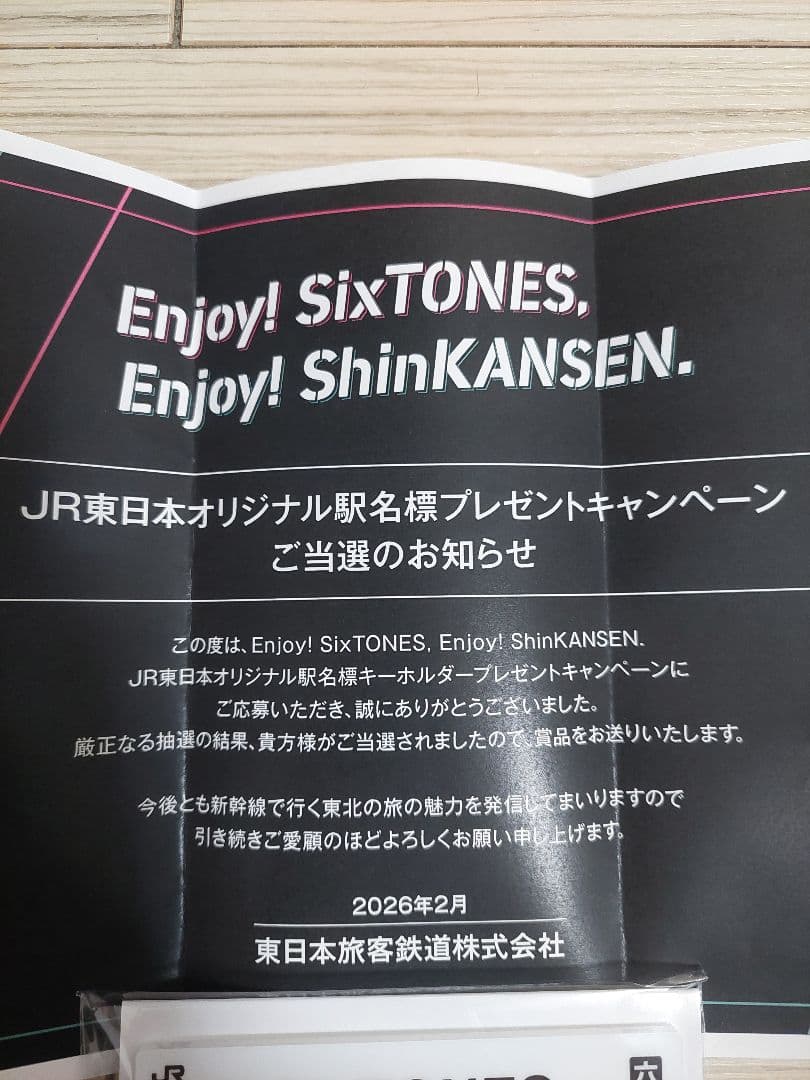 Enjoy! SixTONES,
Enjoy! ShinKANSEN.
JR東日本オリジナル駅名標プレゼントキャンペーン
ご当選のお知らせ
この度は、Enjoy! SixTONES, Enjoy! ShinKANSEN.
JR東日本オリジナル駅名標キーホルダープレゼントキャンペーンに
ご応募いただき、誠にありがとうございました。
厳正なる抽選の結果、貴方様がご当選されましたので、賞品をお送りいたします。
今後とも新幹線で行く東北の旅の魅力を発信してまいりますので
引き続きご愛顧のほどよろしくお願い申し上げます。
2026年2月
東日本旅客鉄道株式会社
JR 六